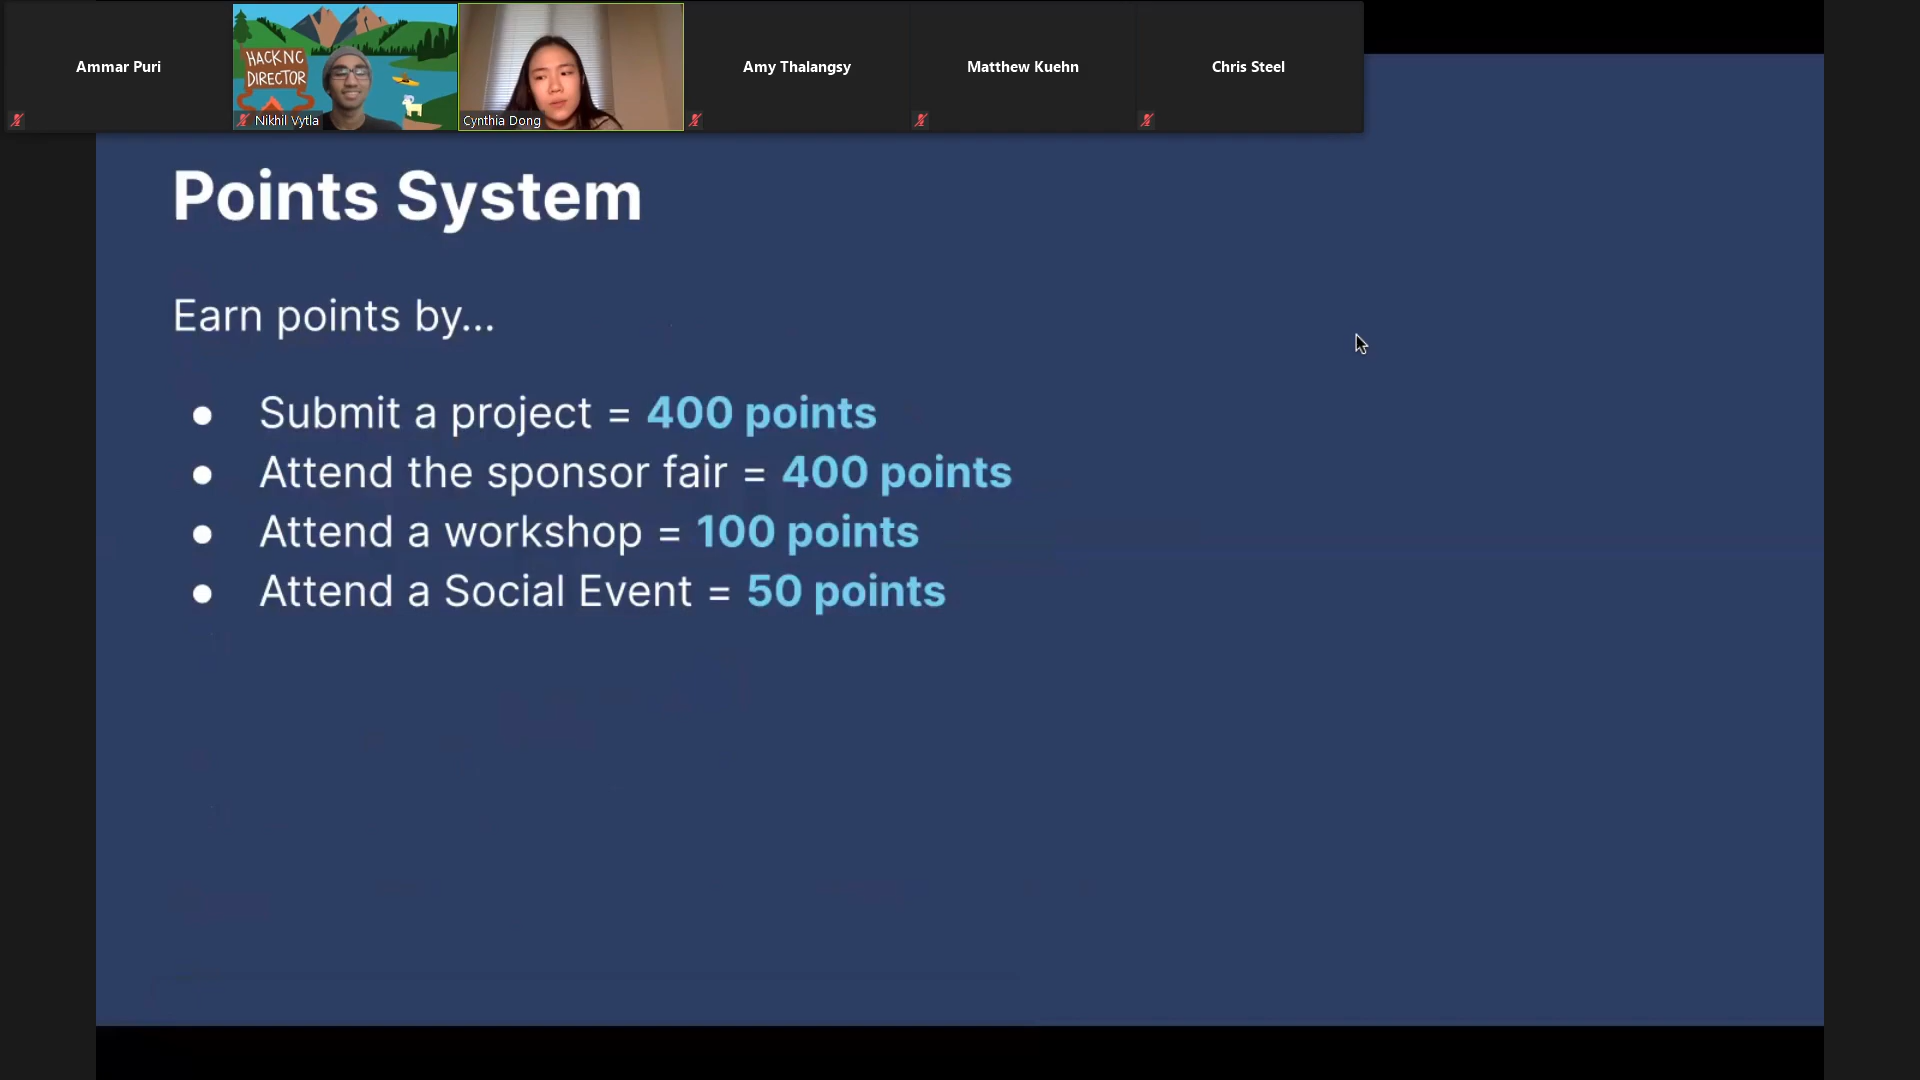 Ammar Puri
HACK NC
DIRECTOR
Nikhil Vytla
Cynthia Dong
Amy Thalangsy
Matthew Kuehn
Chris Steel
Points System
Earn points by...
● Submit a project = 400 points
● Attend the sponsor fair = 400 points
● Attend a workshop = 100 points
● Attend a Social Event = 50 points